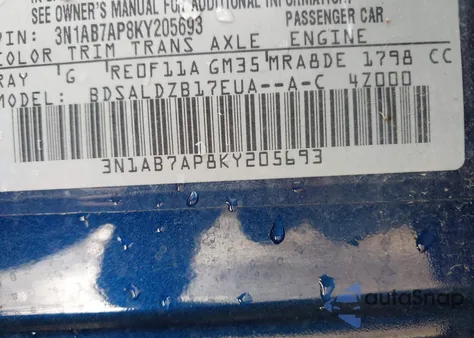 SEE OWNER'S MANUAL FOR ADDITIONAL INFORMATION
PASSENGER CAR
PIN: 3N1AB7AP8KY205693
COLOR TRIM TRANS AXLE ENGINE
RAY G RE0F11A GM35 MRA8DE 1798 CC
MODEL: BDSALDZB17EUA--A-C 4Z000
3N1AB7AP8KY205693
autoSnap